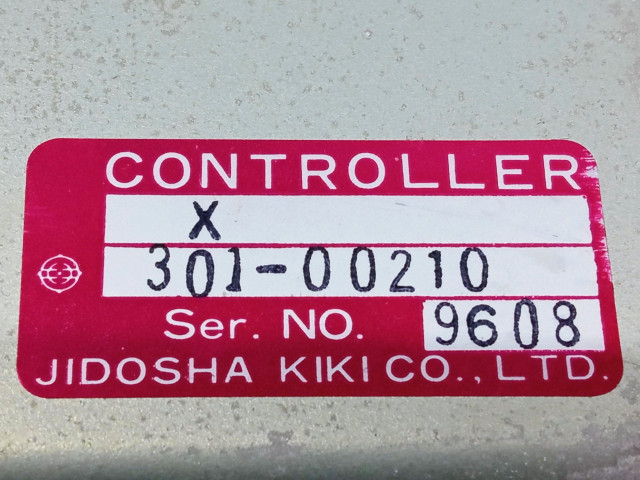 CONTROLLER
X
301-00210
Ser. NO. 9608
JIDOSHA KIKI CO., LTD.